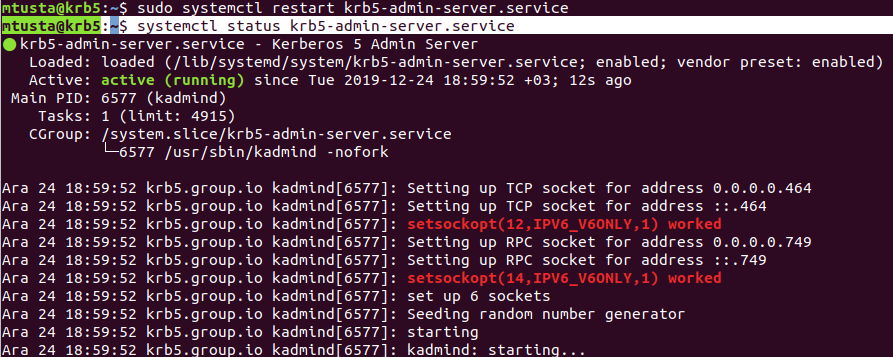 mtusta@krb5:~$ sudo systemctl restart krb5-admin-server.service
mtusta@krb5:~$ systemctl status krb5-admin-server.service
●krb5-admin-server.service - Kerberos 5 Admin Server
   Loaded: loaded (/lib/systemd/system/krb5-admin-server.service; enabled; vendor preset: enabled)
   Active: active (running) since Tue 2019-12-24 18:59:52 +03; 12s ago
 Main PID: 6577 (kadmind)
    Tasks: 1 (limit: 4915)
   CGroup: /system.slice/krb5-admin-server.service
           └─6577 /usr/sbin/kadmind -nofork
Ara 24 18:59:52 krb5.group.io kadmind[6577]: Setting up TCP socket for address 0.0.0.0.464
Ara 24 18:59:52 krb5.group.io kadmind[6577]: Setting up TCP socket for address ::.464
Ara 24 18:59:52 krb5.group.io kadmind[6577]: setsockopt(12,IPV6_V6ONLY,1) worked
Ara 24 18:59:52 krb5.group.io kadmind[6577]: Setting up RPC socket for address 0.0.0.0.749
Ara 24 18:59:52 krb5.group.io kadmind[6577]: Setting up RPC socket for address ::.749
Ara 24 18:59:52 krb5.group.io kadmind[6577]: setsockopt(14,IPV6_V6ONLY,1) worked
Ara 24 18:59:52 krb5.group.io kadmind[6577]: set up 6 sockets
Ara 24 18:59:52 krb5.group.io kadmind[6577]: Seeding random number generator
Ara 24 18:59:52 krb5.group.io kadmind[6577]: starting
Ara 24 18:59:52 krb5.group.io kadmind[6577]: kadmind: starting...